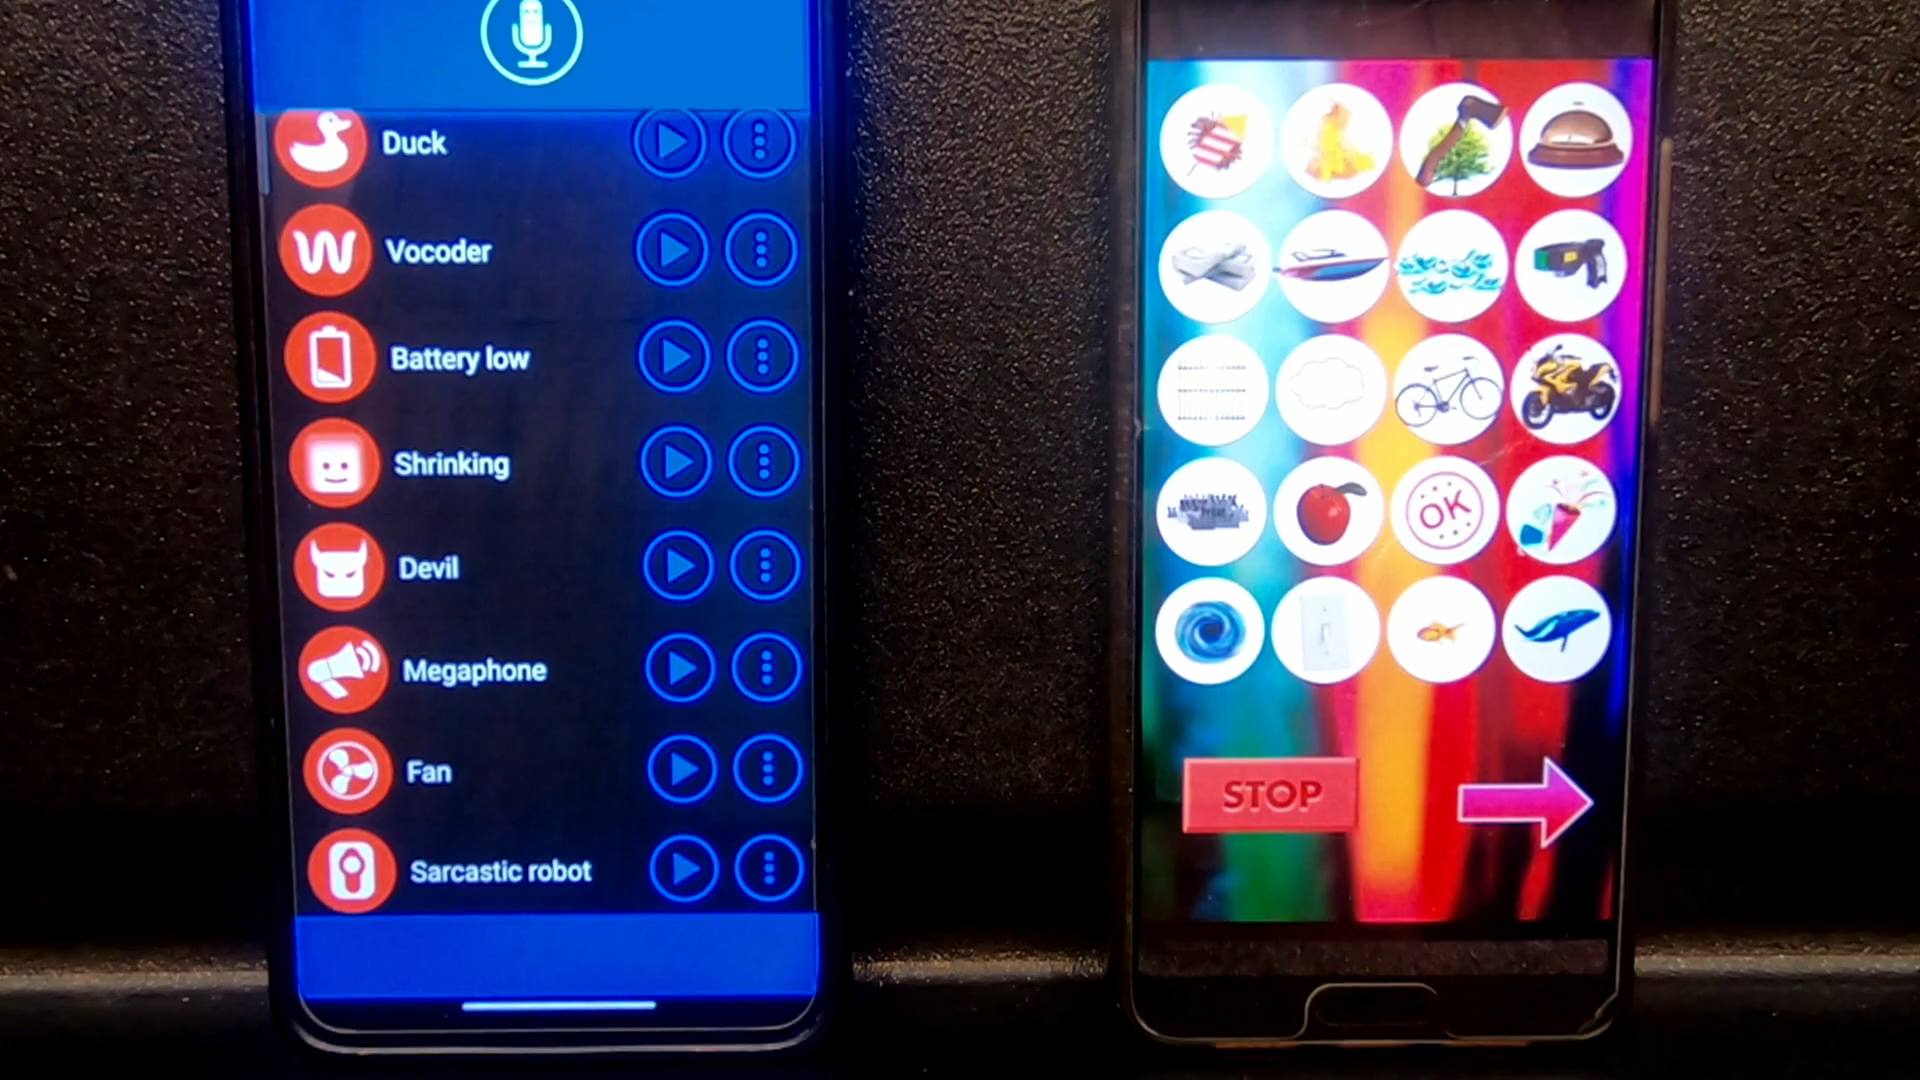 Duck
Vocoder
Battery low
Shrinking
Devil
Megaphone
Fan
Sarcastic robot
OK
STOP